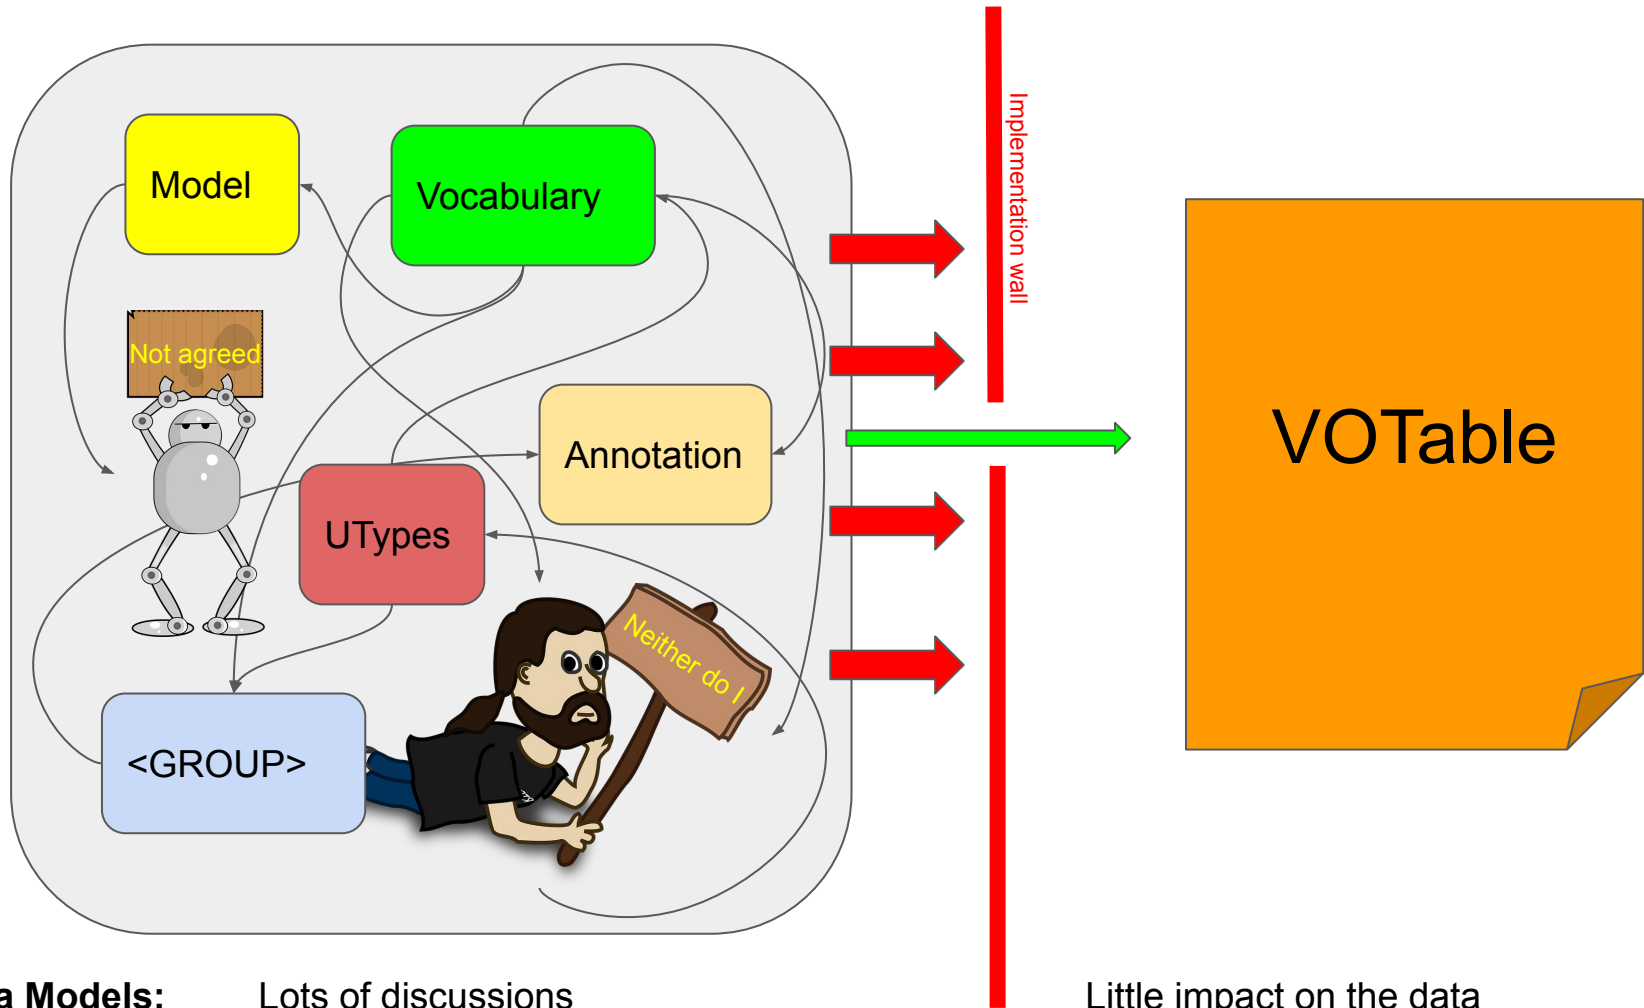 Implementation wall
Model
Vocabulary
Not agreed
Annotation
VOTable
UTypes
Neither do I
<GROUP>
a Models:
Lots of discussions
Little impact on the data